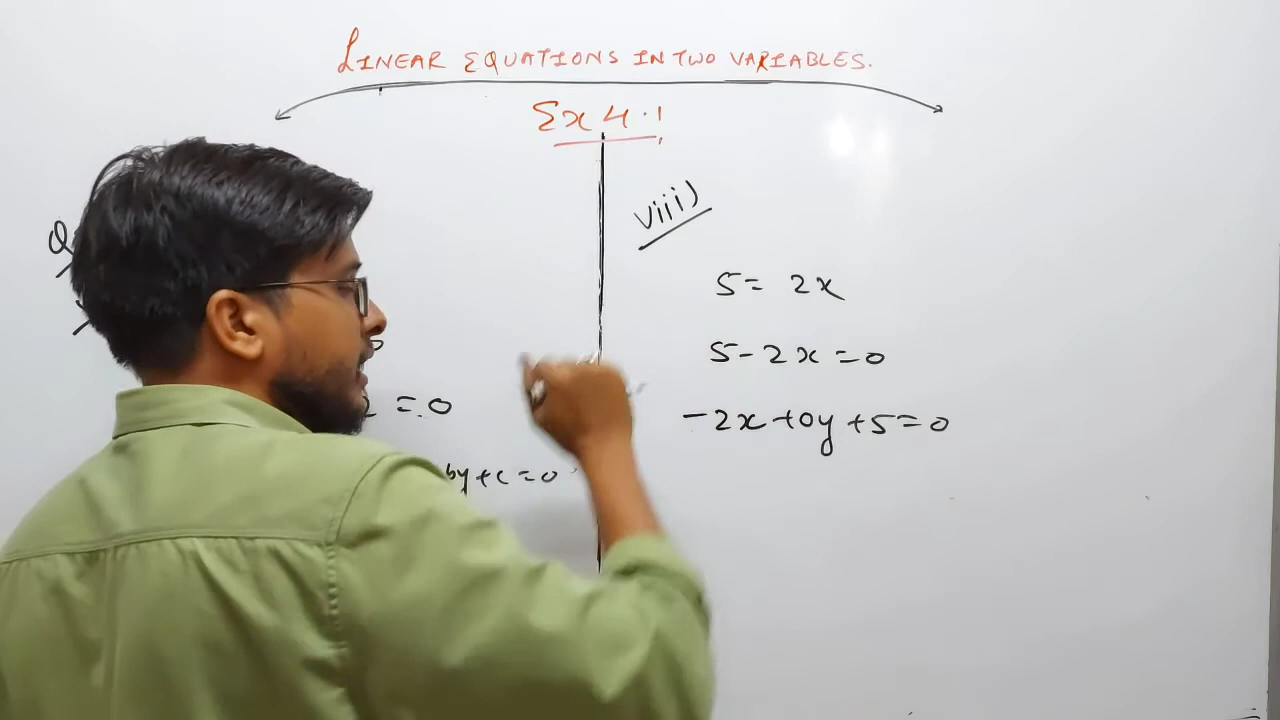 LINEAR EQUATIONS IN TWO VARIABLES.
Ex 4.1
Q
= 0
by + c = 0
viii)
5 = 2x
5 - 2x = 0
-2x + 0y + 5 = 0